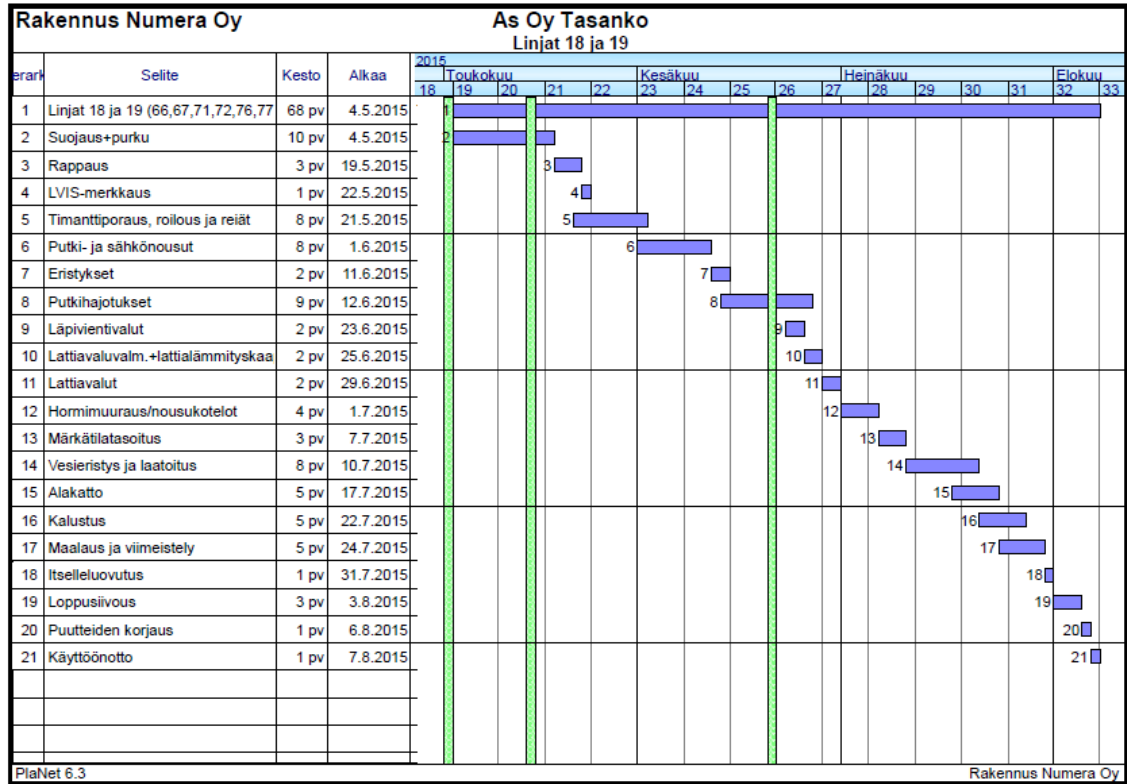 Rakennus Numera Oy As Oy Tasanko
Linjat 18 ja 19
2015
erark Selite Kesto Alkaa Toukokuu Kesäkuu Heinäkuu Elokuu
18 19 20 21 22 23 24 25 26 27 28 29 30 31 32 33
1 Linjat 18 ja 19 (66,67,71,72,76,77 68 pv 4.5.2015 1
2 Suojaus+purku 10 pv 4.5.2015 2
3 Rappaus 3 pv 19.5.2015 3
4 LVIS-merkkaus 1 pv 22.5.2015 4
5 Timanttiporaus, roilous ja reiät 8 pv 21.5.2015 5
6 Putki- ja sähkönousut 8 pv 1.6.2015 6
7 Eristykset 2 pv 11.6.2015 7
8 Putkihajotukset 9 pv 12.6.2015 8
9 Läpivientivalut 2 pv 23.6.2015 9
10 Lattiavaluvalm.+lattialämmityskaa 2 pv 25.6.2015 10
11 Lattiavalut 2 pv 29.6.2015 11
12 Hormimuuraus/nousukotelot 4 pv 1.7.2015 12
13 Märkätilatasoitus 3 pv 7.7.2015 13
14 Vesieristys ja laatoitus 8 pv 10.7.2015 14
15 Alakatto 5 pv 17.7.2015 15
16 Kalustus 5 pv 22.7.2015 16
17 Maalaus ja viimeistely 5 pv 24.7.2015 17
18 Itselleluovutus 1 pv 31.7.2015 18
19 Loppusiivous 3 pv 3.8.2015 19
20 Puutteiden korjaus 1 pv 6.8.2015 20
21 Käyttöönotto 1 pv 7.8.2015 21
PlaNet 6.3 Rakennus Numera Oy